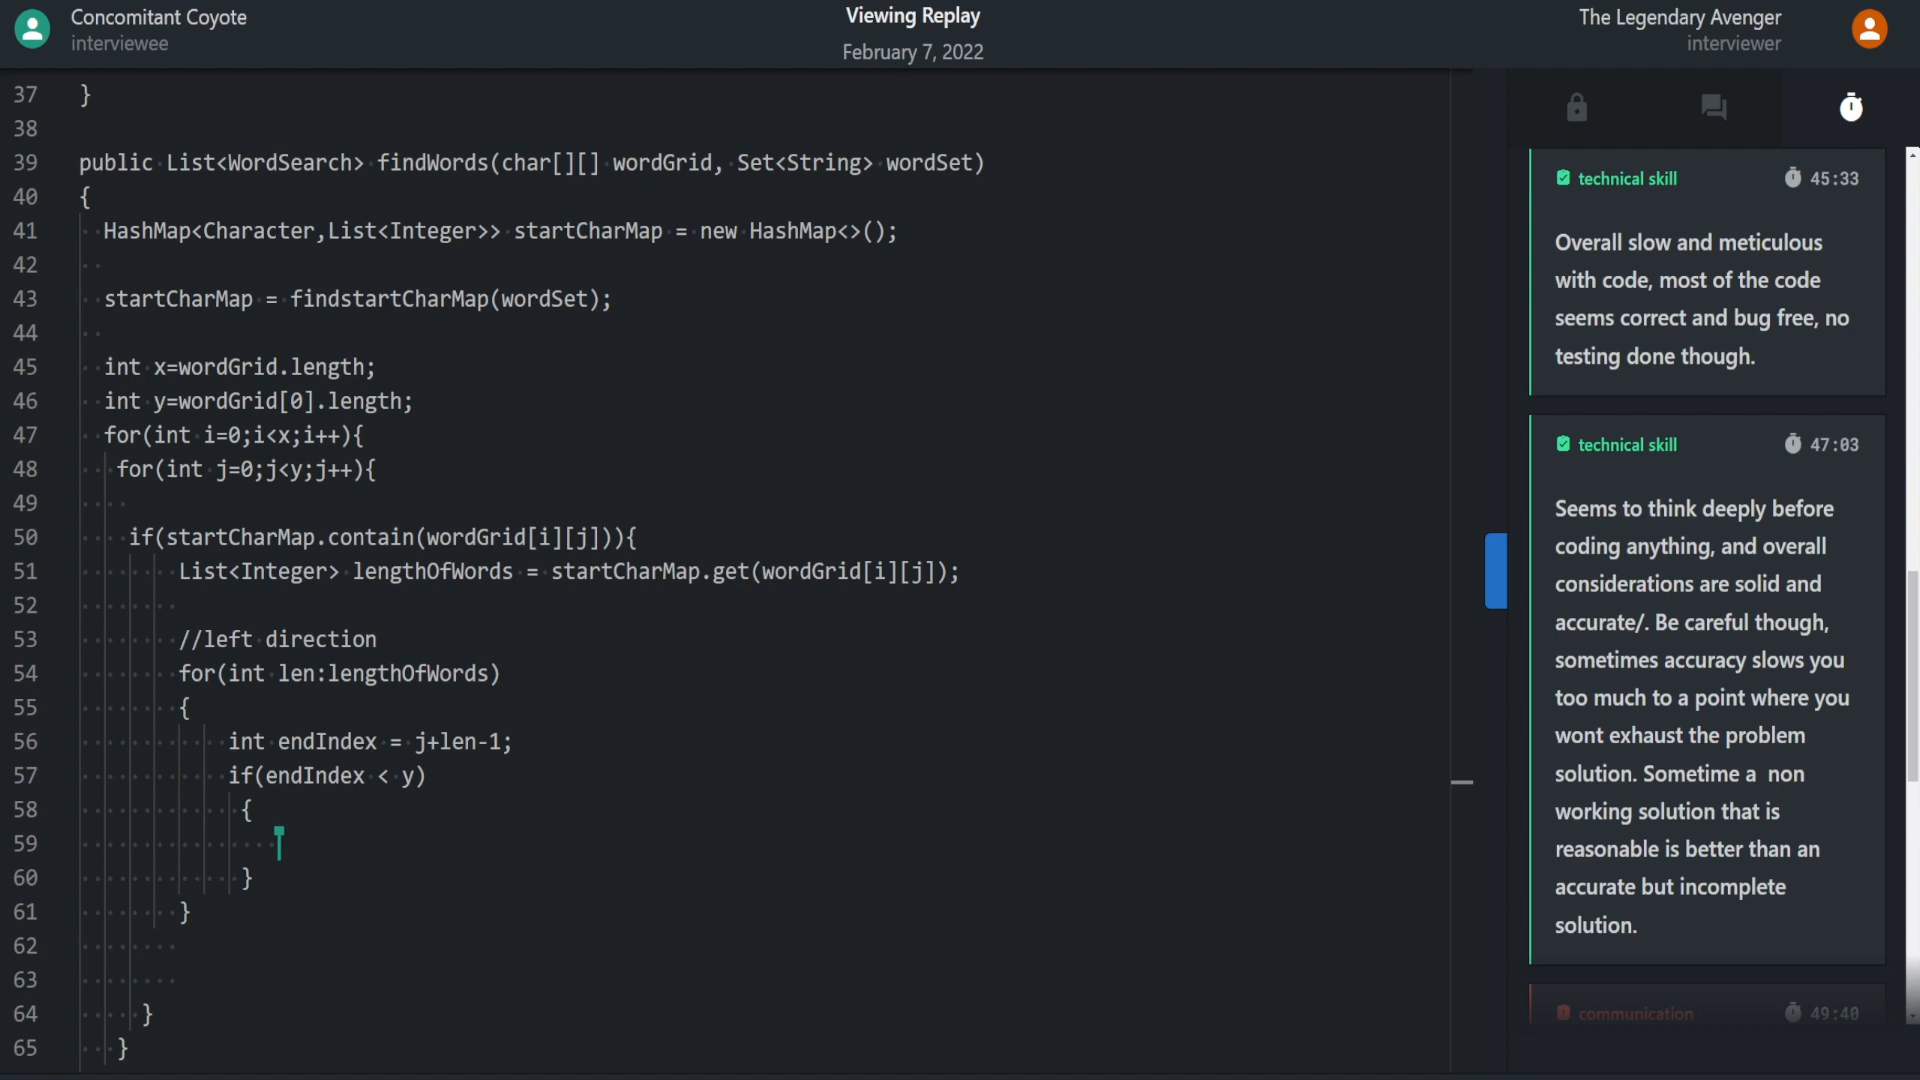 Concomitant Coyote
interviewee
Viewing Replay
February 7, 2022
The Legendary Avenger
interviewer
37 }
38
39 public List<WordSearch> findWords(char[][] wordGrid, Set<String> wordSet)
40 {
41 HashMap<Character,List<Integer>> startCharMap = new HashMap<>();
42
43 startCharMap = findstartCharMap(wordSet);
44
45 int x=wordGrid.length;
46 int y=wordGrid[0].length;
47 for(int i=0;i<x;i++){
48 for(int j=0;j<y;j++){
49
50 if(startCharMap.contain(wordGrid[i][j])){
51 List<Integer> lengthOfWords = startCharMap.get(wordGrid[i][j]);
52
53 //left direction
54 for(int len:lengthOfWords)
55 {
56 int endIndex = j+len-1;
57 if(endIndex < y)
58 {
59
60 }
61 }
62
63
64 }
65 }
technical skill 45:33
Overall slow and meticulous
with code, most of the code
seems correct and bug free, no
testing done though.
technical skill 47:03
Seems to think deeply before
coding anything, and overall
considerations are solid and
accurate/. Be careful though,
sometimes accuracy slows you
too much to a point where you
wont exhaust the problem
solution. Sometime a  non
working solution that is
reasonable is better than an
accurate but incomplete
solution.
communication 49:40